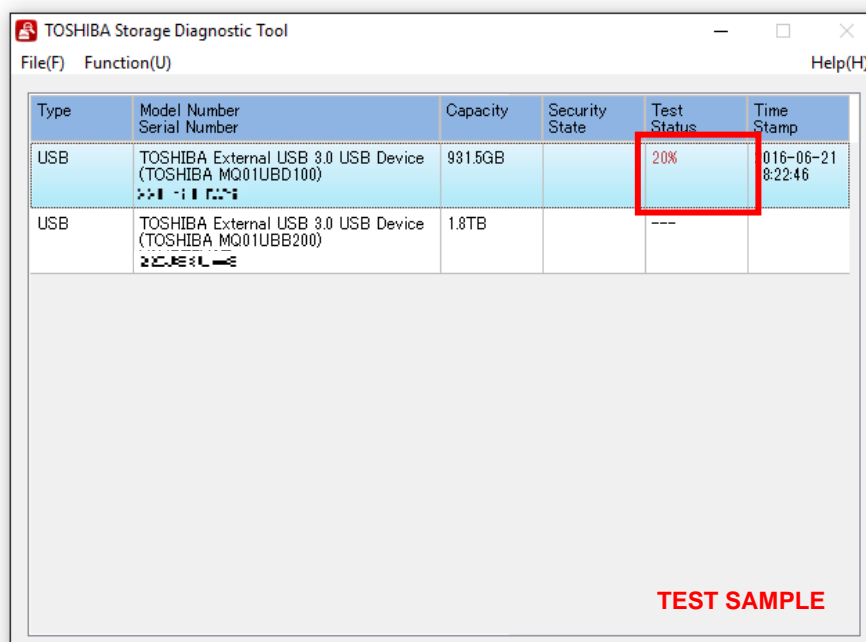 TOSHIBA Storage Diagnostic Tool
File(F) Function(U) Help(H)
Type Model Number Capacity Security Test Time
Serial Number State Status Stamp
USB TOSHIBA External USB 3.0 USB Device 931.5GB 20% 2016-06-21
(TOSHIBA MQ01UBD100) 8:22:46
USB TOSHIBA External USB 3.0 USB Device 1.8TB ---
(TOSHIBA MQ01UBB200)
TEST SAMPLE